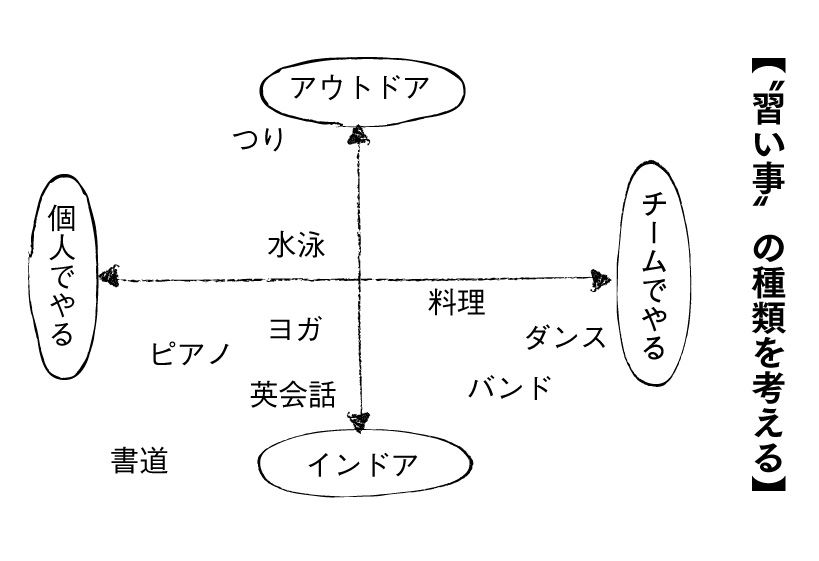 【〝習い事〟の種類を考える】
アウトドア
つり
個人でやる
チームでやる
水泳
料理
ヨガ
ダンス
ピアノ
英会話
バンド
書道
インドア